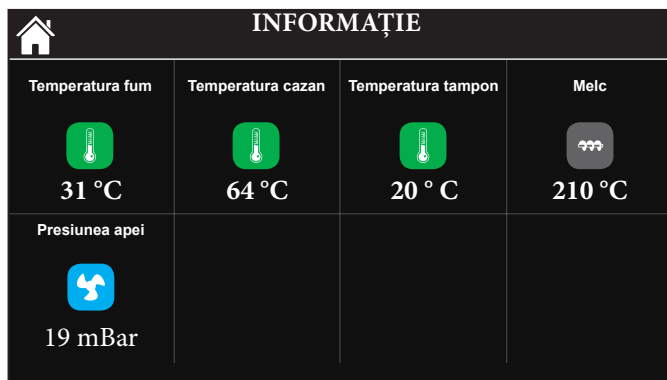 INFORMAȚIE
Temperatura fum Temperatura cazan Temperatura tampon Melc
31 °C 64 °C 20 ° C 210 °C
Presiunea apei
19 mBar